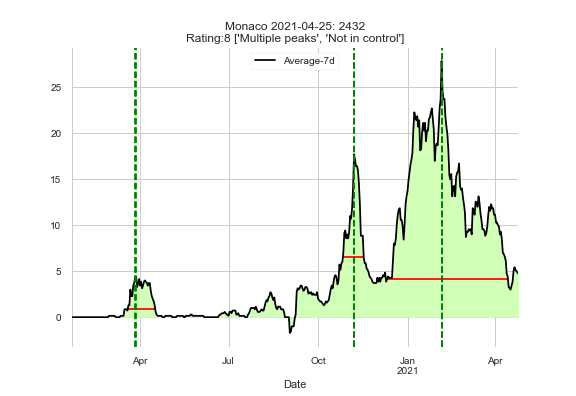 Monaco 2021-04-25: 2432
Rating:8 ['Multiple peaks', 'Not in control']
Average-7d
25
20
15
10
5
0
Apr Jul Oct Jan Apr
2021
Date